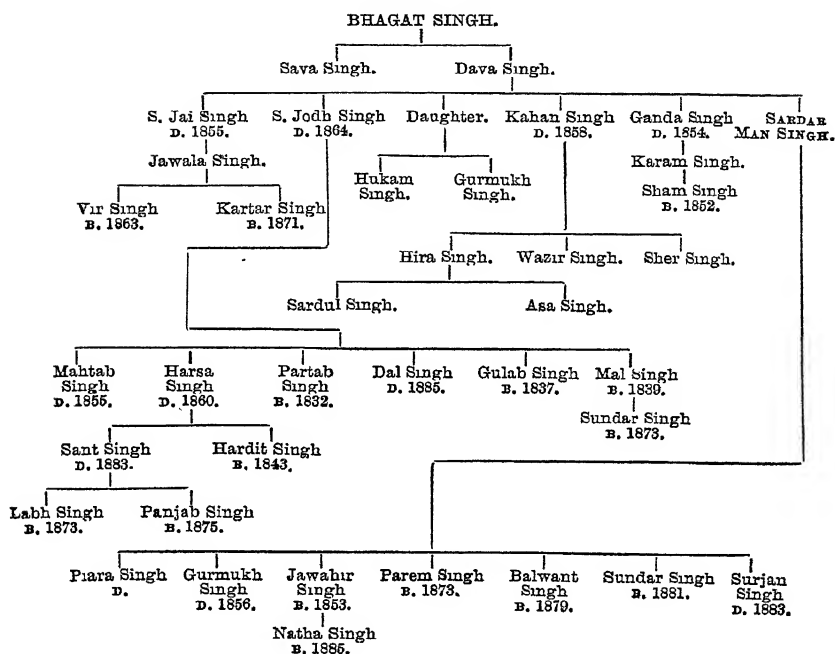 BHAGAT SINGH.
Sava Singh. Dava Singh.
S. Jai Singh S. Jodh Singh Daughter. Kahan Singh Ganda Singh SARDAR
D. 1855. D. 1864. D. 1858. D. 1854. MAN SINGH.
Jawala Singh. Karam Singh.
Hukam Gurmukh
Singh. Singh.
Sham Singh
B. 1852.
Vir Singh Kartar Singh
B. 1863. B. 1871.
Hira Singh. Wazir Singh. Sher Singh.
Sardul Singh. Asa Singh.
Mahtab Harsa Partab Dal Singh Gulab Singh Mal Singh
Singh Singh Singh D. 1885. B. 1837. B. 1839.
D. 1855. D. 1860. B. 1832.
Sundar Singh
B. 1873.
Sant Singh Hardit Singh
D. 1883. B. 1843.
Labh Singh Panjab Singh
B. 1873. B. 1875.
Piara Singh Gurmukh Jawahir Parem Singh Balwant Sundar Singh Surjan
D. Singh Singh B. 1873. Singh B. 1881. Singh
D. 1856. B. 1853. B. 1879. D. 1883.
Natha Singh
B. 1885.